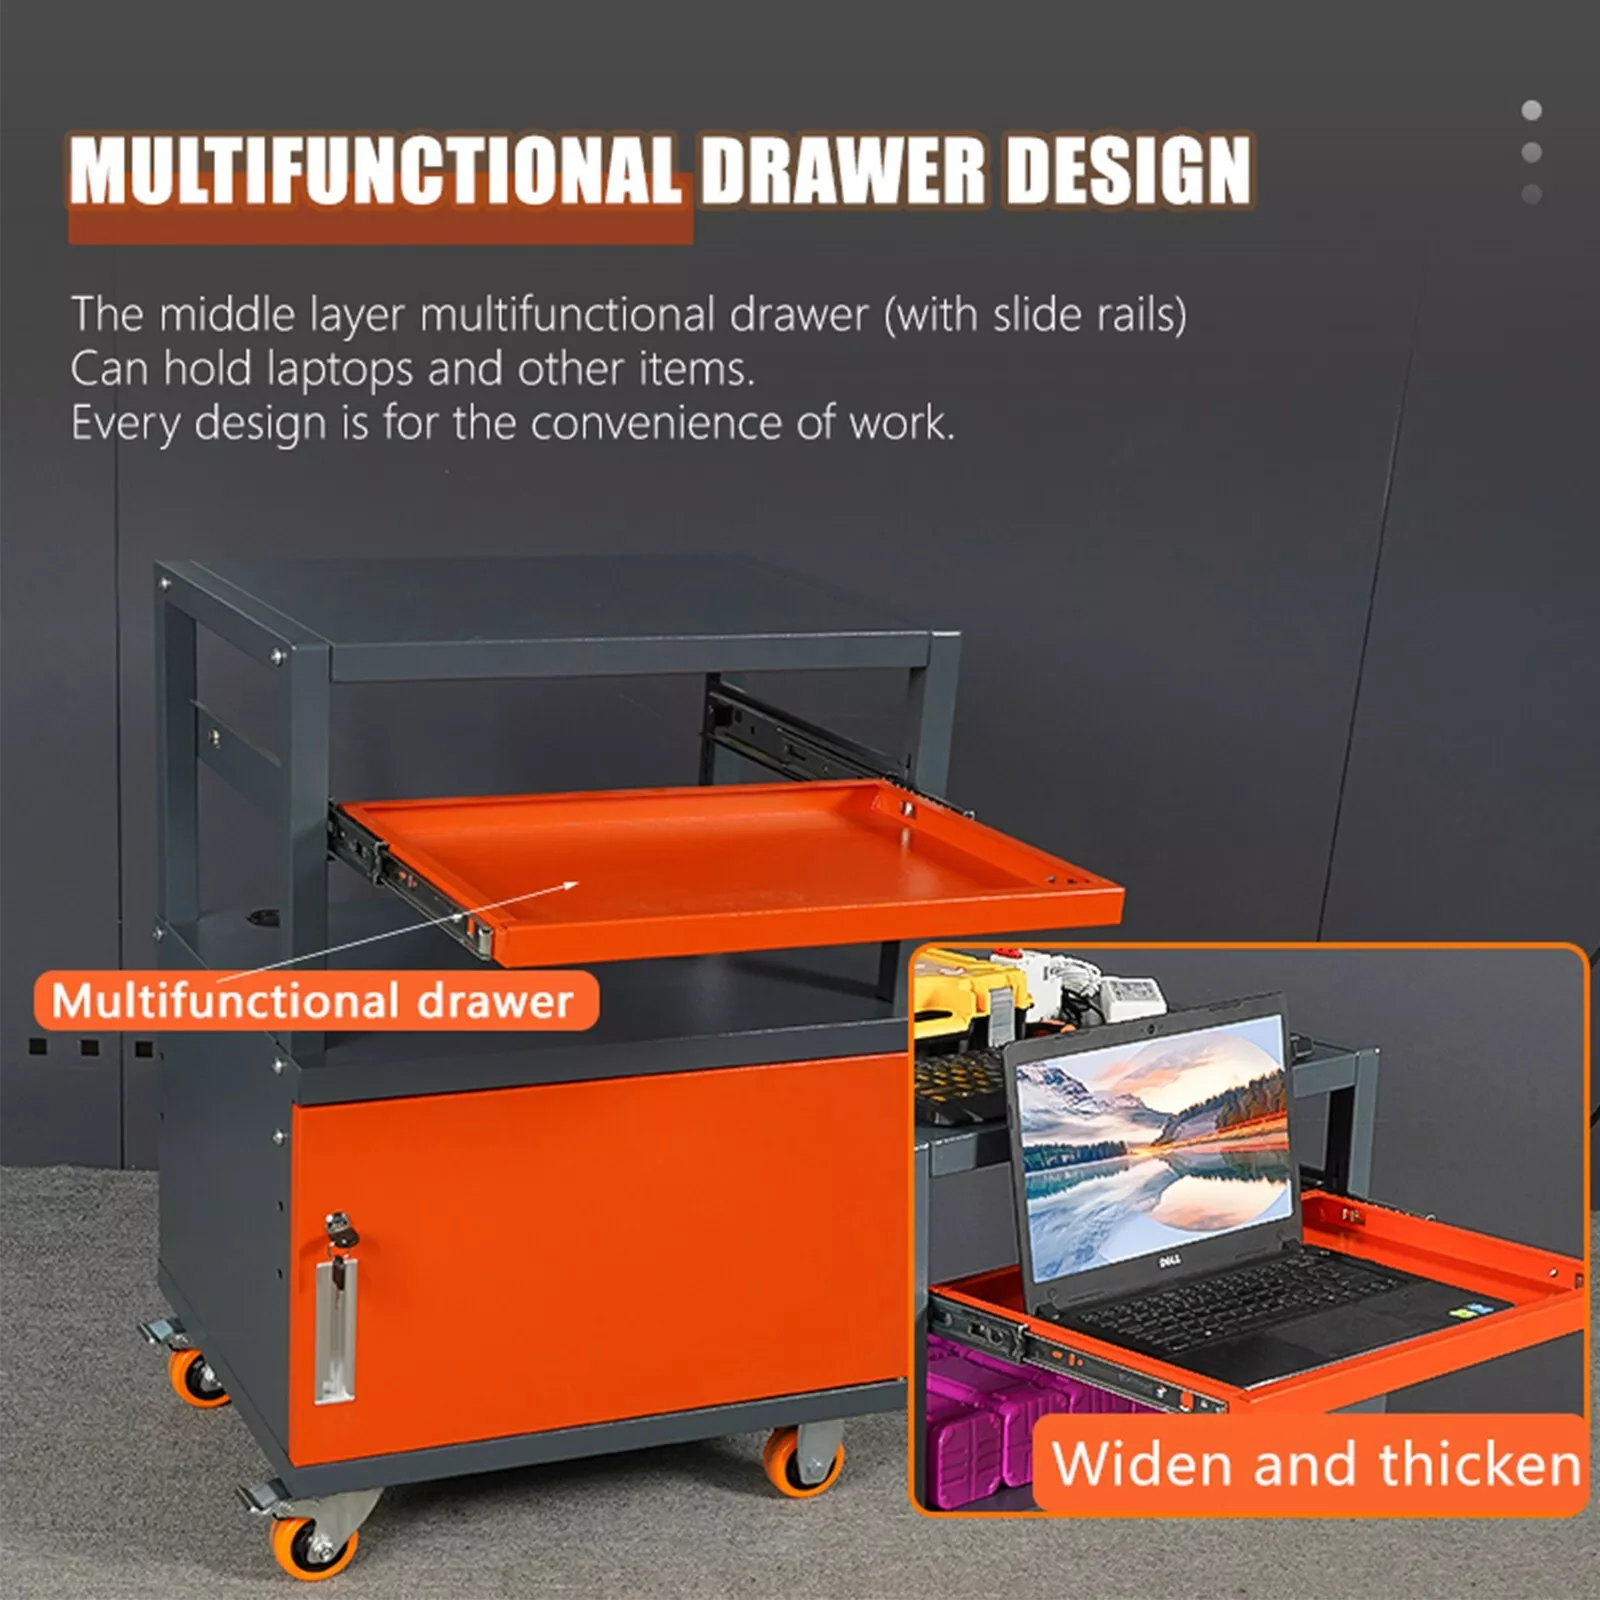 MULTIFUNCTIONAL DRAWER DESIGN
The middle layer multifunctional drawer (with slide rails)
Can hold laptops and other items.
Every design is for the convenience of work.
Multifunctional drawer
DELL
Widen and thicken